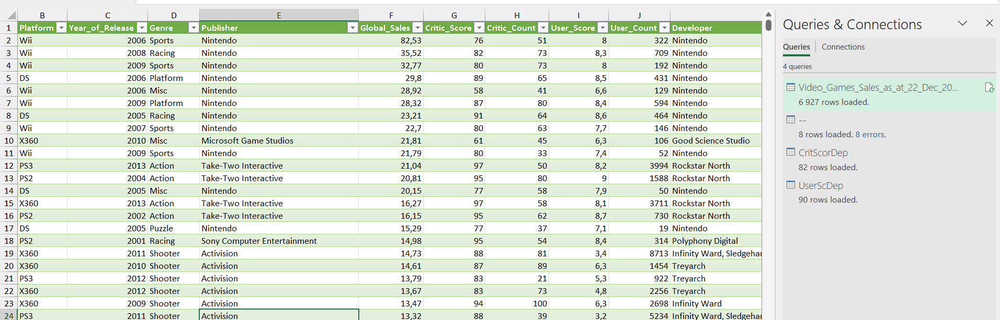 B C D E F G H I J
1 Platform Year_of_Release Genre Publisher Global_Sales Critic_Score Critic_Count User_Score User_Count Developer
2 Wii 2006 Sports Nintendo 82,53 76 51 8 322 Nintendo
3 Wii 2008 Racing Nintendo 35,52 82 73 8,3 709 Nintendo
4 Wii 2009 Sports Nintendo 32,77 80 73 8 192 Nintendo
5 DS 2006 Platform Nintendo 29,8 89 65 8,5 431 Nintendo
6 Wii 2006 Misc Nintendo 28,92 58 41 6,6 129 Nintendo
7 Wii 2009 Platform Nintendo 28,32 87 80 8,4 594 Nintendo
8 DS 2005 Racing Nintendo 23,21 91 64 8,6 464 Nintendo
9 Wii 2007 Sports Nintendo 22,7 80 63 7,7 146 Nintendo
10 X360 2010 Misc Microsoft Game Studios 21,81 61 45 6,3 106 Good Science Studio
11 Wii 2009 Sports Nintendo 21,79 80 33 7,4 52 Nintendo
12 PS3 2013 Action Take-Two Interactive 21,04 97 50 8,2 3994 Rockstar North
13 PS2 2004 Action Take-Two Interactive 20,81 95 80 9 1588 Rockstar North
14 DS 2005 Misc Nintendo 20,15 77 58 7,9 50 Nintendo
15 X360 2013 Action Take-Two Interactive 16,27 97 58 8,1 3711 Rockstar North
16 PS2 2002 Action Take-Two Interactive 16,15 95 62 8,7 730 Rockstar North
17 DS 2005 Puzzle Nintendo 15,29 77 37 7,1 19 Nintendo
18 PS2 2001 Racing Sony Computer Entertainment 14,98 95 54 8,4 314 Polyphony Digital
19 X360 2011 Shooter Activision 14,73 88 81 3,4 8713 Infinity Ward, Sledgehar
20 X360 2010 Shooter Activision 14,61 87 89 6,3 1454 Treyarch
21 PS3 2012 Shooter Activision 13,79 83 21 5,3 922 Treyarch
22 X360 2012 Shooter Activision 13,67 83 73 4,8 2256 Treyarch
23 X360 2009 Shooter Activision 13,47 94 100 6,3 2698 Infinity Ward
24 PS3 2011 Shooter Activision 13,32 88 39 3,2 5234 Infinity Ward, Sledgehar
Queries & Connections
Queries Connections
4 queries
Video_Games_Sales_as_at_22_Dec_20...
6 927 rows loaded.
--
8 rows loaded. 8 errors.
CritScorDep
82 rows loaded.
UserScDep
90 rows loaded.